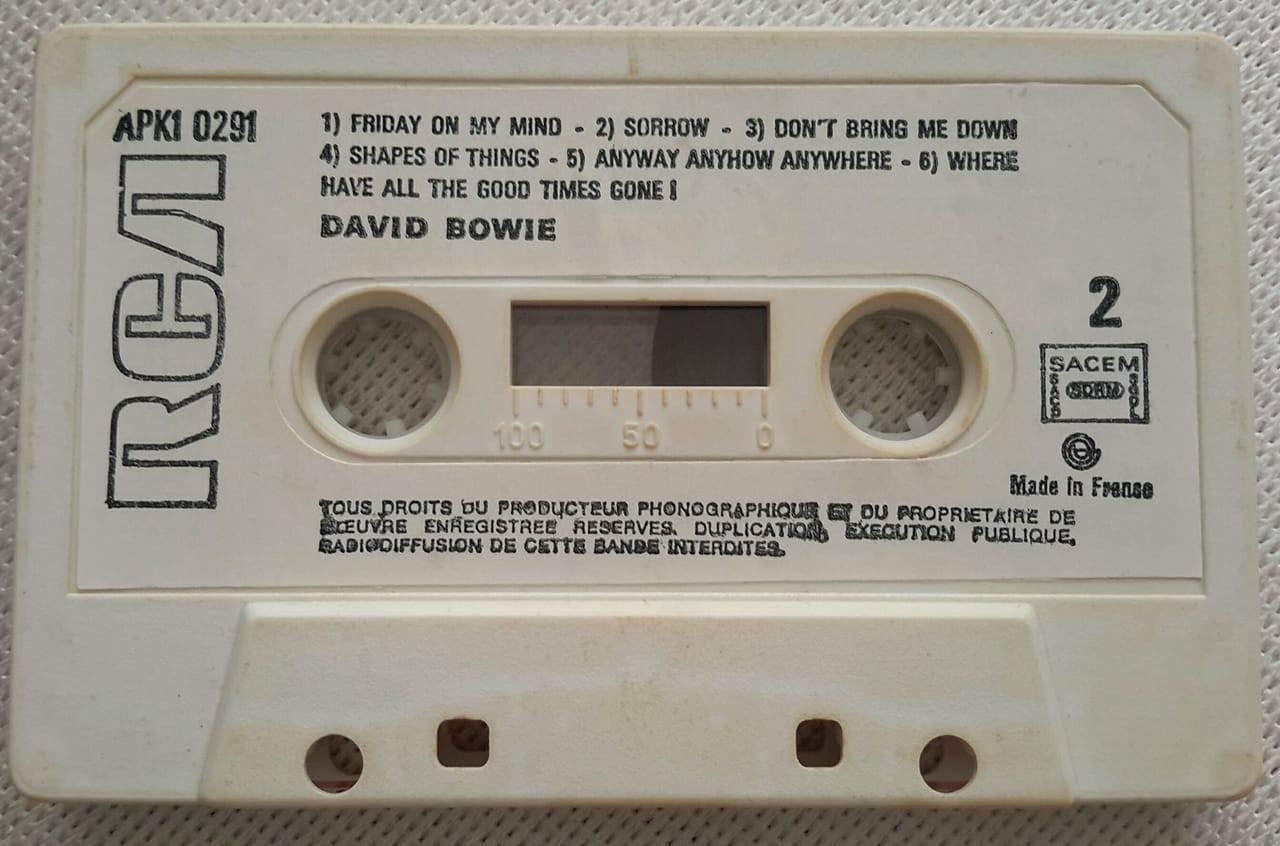 APK1 0291
RCA
1) FRIDAY ON MY MIND - 2) SORROW - 3) DON'T BRING ME DOWN
4) SHAPES OF THINGS - 5) ANYWAY ANYHOW ANYWHERE - 6) WHERE
HAVE ALL THE GOOD TIMES GONE !
DAVID BOWIE
100 50 0
2
SACEM
SACD SDRM SGDL
Made in France
TOUS DROITS DU PRODUCTEUR PHONOGRAPHIQUE ET DU PROPRIETAIRE DE
L'ŒUVRE ENREGISTREE RESERVES. DUPLICATION, EXECUTION PUBLIQUE,
RADIODIFFUSION DE CETTE BANDE INTERDITES.